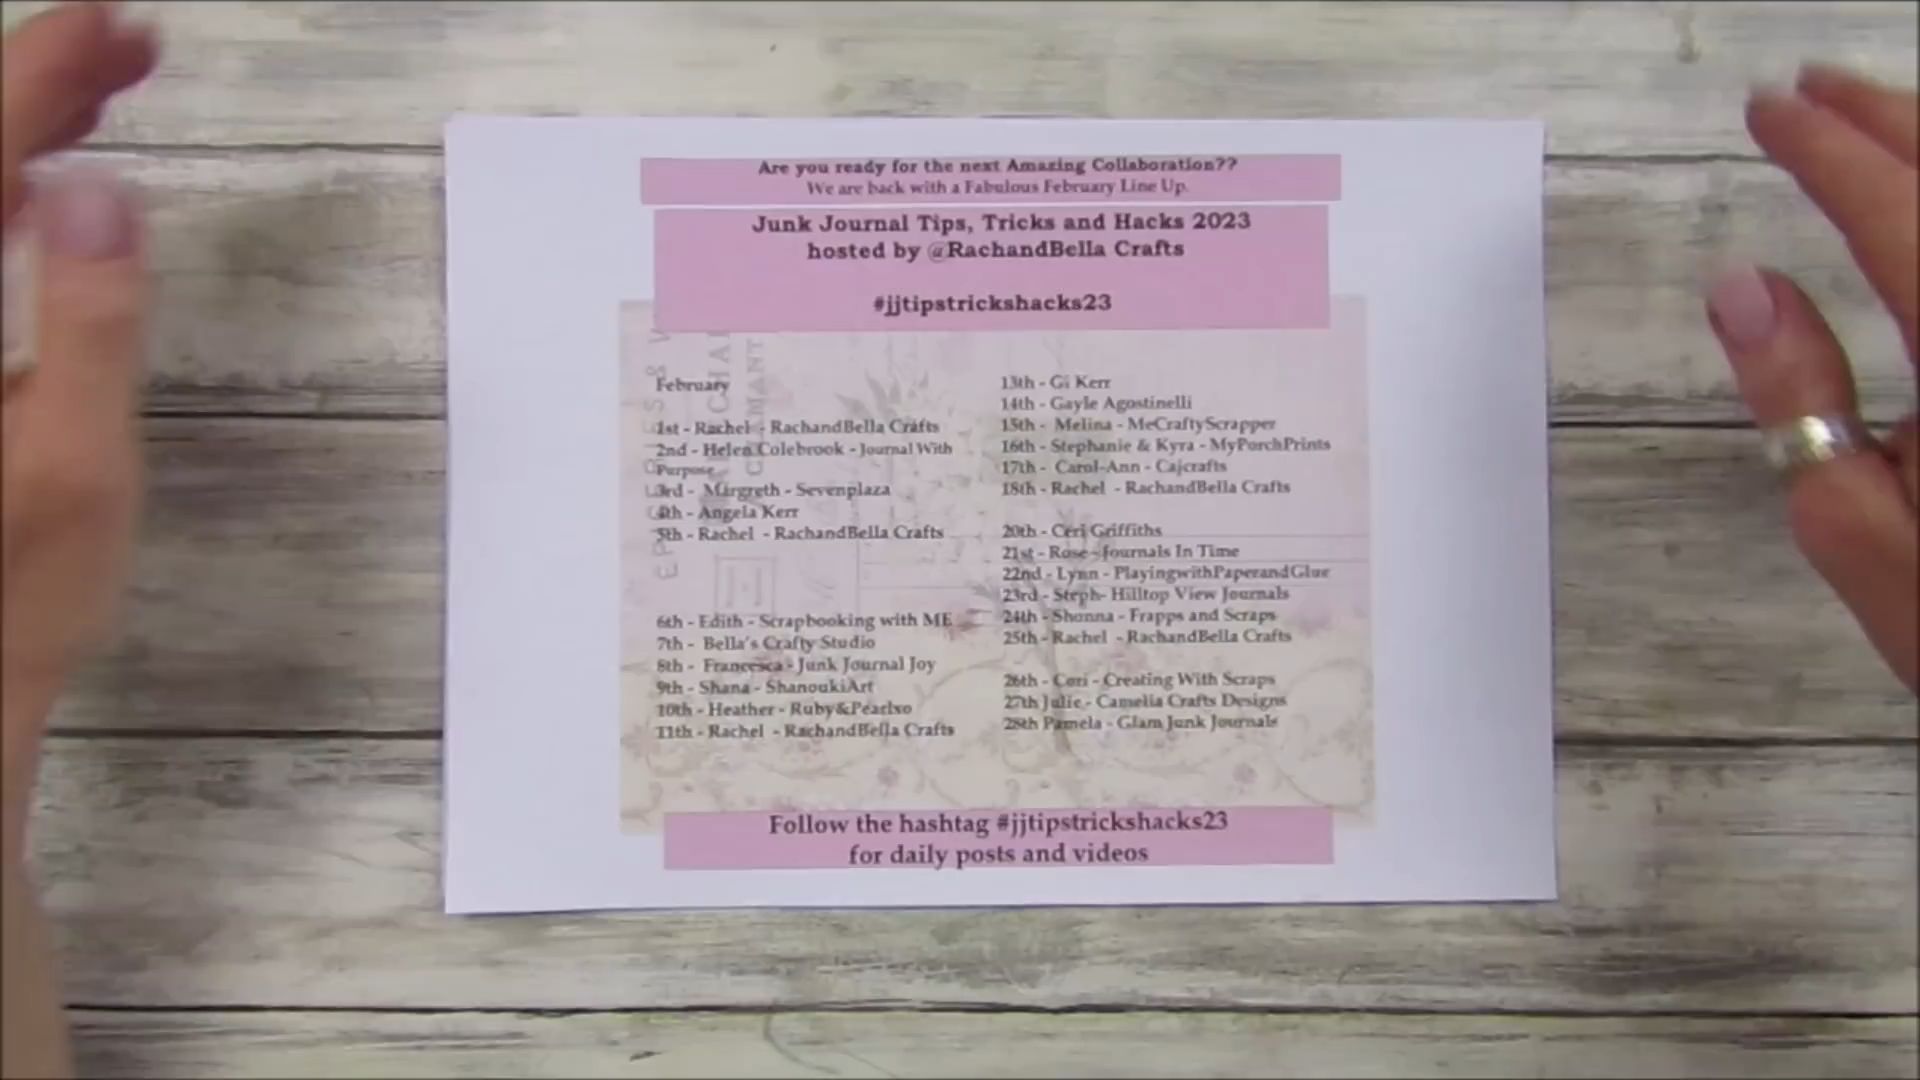 Are you ready for the next Amazing Collaboration??
We are back with a Fabulous February Line Up.
Junk Journal Tips, Tricks and Hacks 2023
hosted by @RachandBella Crafts
#jjtipstrickshacks23
February
1st - Rachel - RachandBella Crafts
2nd - Helen Colebrook - Journal With
Purpose
3rd - Margreth - Sevenplaza
4th - Angela Kerr
5th - Rachel - RachandBella Crafts
6th - Edith - Scrapbooking with ME
7th - Bella's Crafty Studio
8th - Francesca - Junk Journal Joy
9th - Shana - ShanoukiArt
10th - Heather - Ruby&Pearlxo
11th - Rachel - RachandBella Crafts
13th - Gi Kerr
14th - Gayle Agostinelli
15th - Melina - MeCraftyScrapper
16th - Stephanie & Kyra - MyPorchPrints
17th - Carol-Ann - Cajcrafts
18th - Rachel - RachandBella Crafts
20th - Ceri Griffiths
21st - Rose - Journals In Time
22nd - Lynn - PlayingwithPaperandGlue
23rd - Steph- Hilltop View Journals
24th - Shonna - Frapps and Scraps
25th - Rachel - RachandBella Crafts
26th - Cori - Creating With Scraps
27th Julie - Camelia Crafts Designs
28th Pamela - Glam Junk Journals
Follow the hashtag #jjtipstrickshacks23
for daily posts and videos